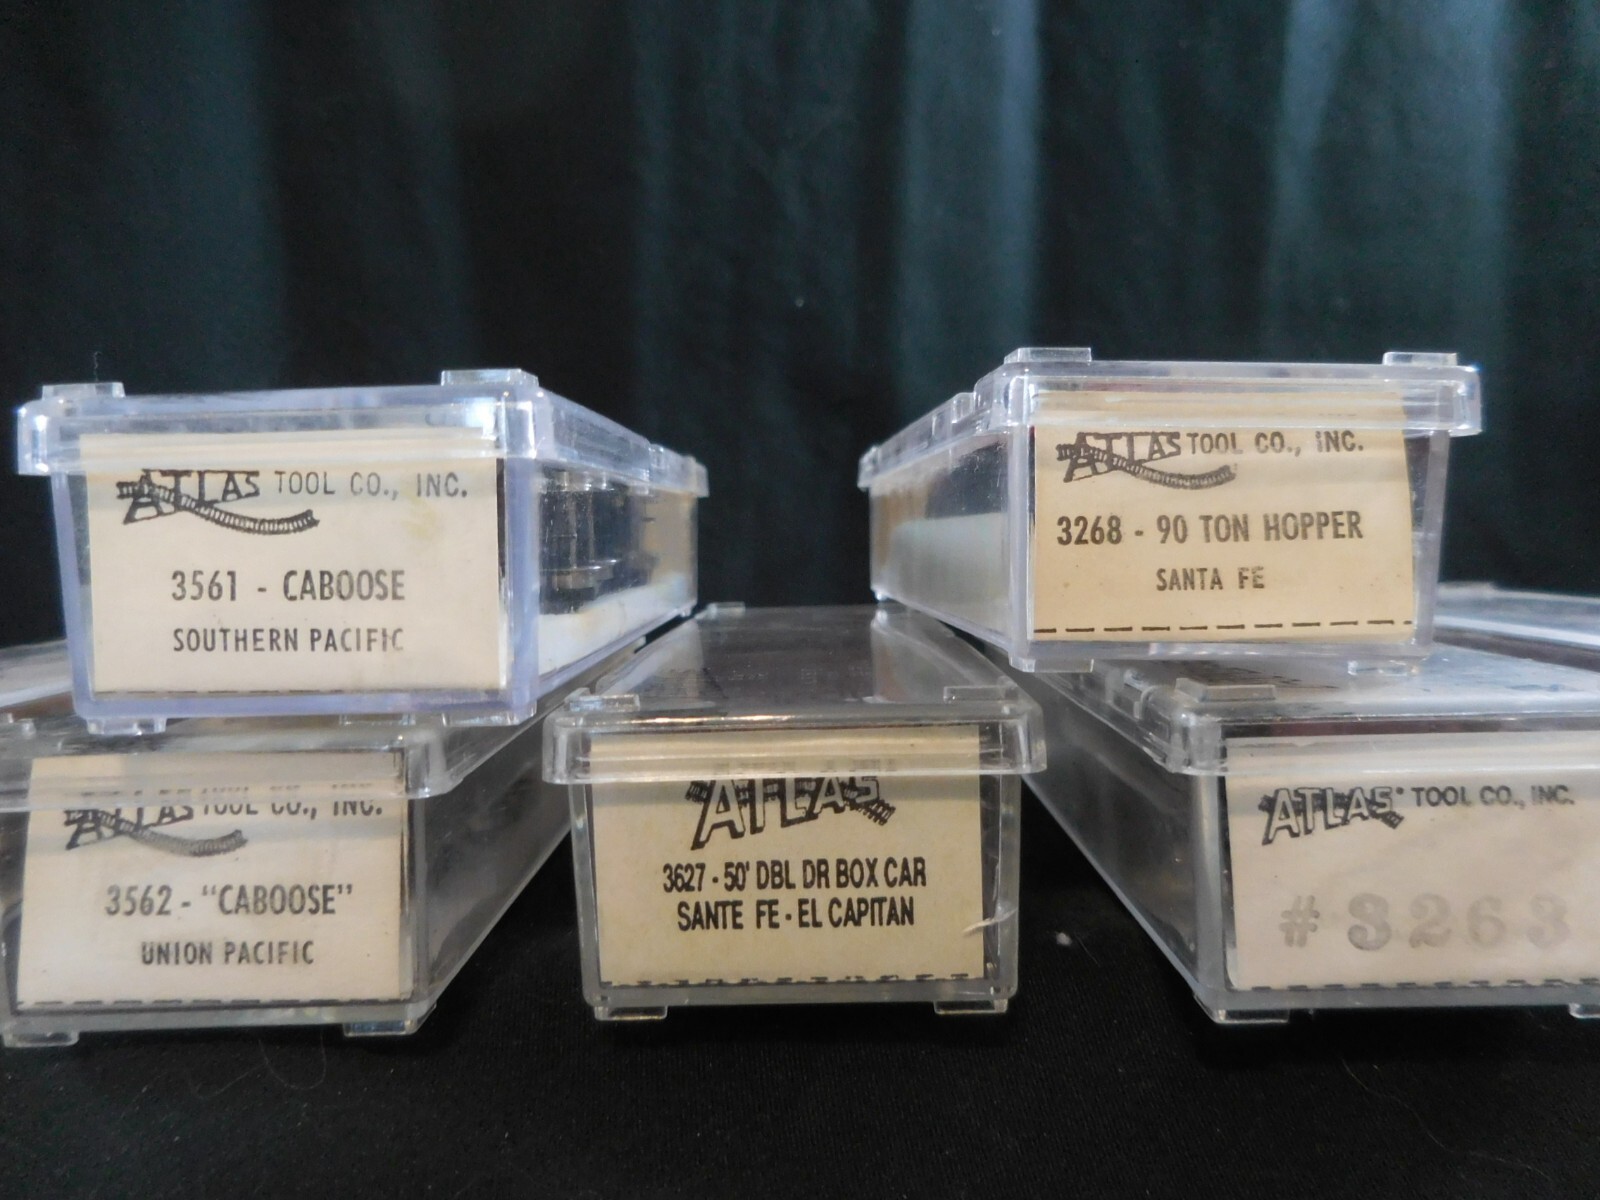 ATLAS TOOL CO., INC.
3561 - CABOOSE
SOUTHERN PACIFIC
ATLAS TOOL CO., INC.
3268 - 90 TON HOPPER
SANTA FE
ATLAS TOOL CO., INC.
3562 - "CABOOSE"
UNION PACIFIC
ATLAS
3627 - 50' DBL DR BOX CAR
SANTE FE - EL CAPITAN
ATLAS TOOL CO., INC.
# 3263